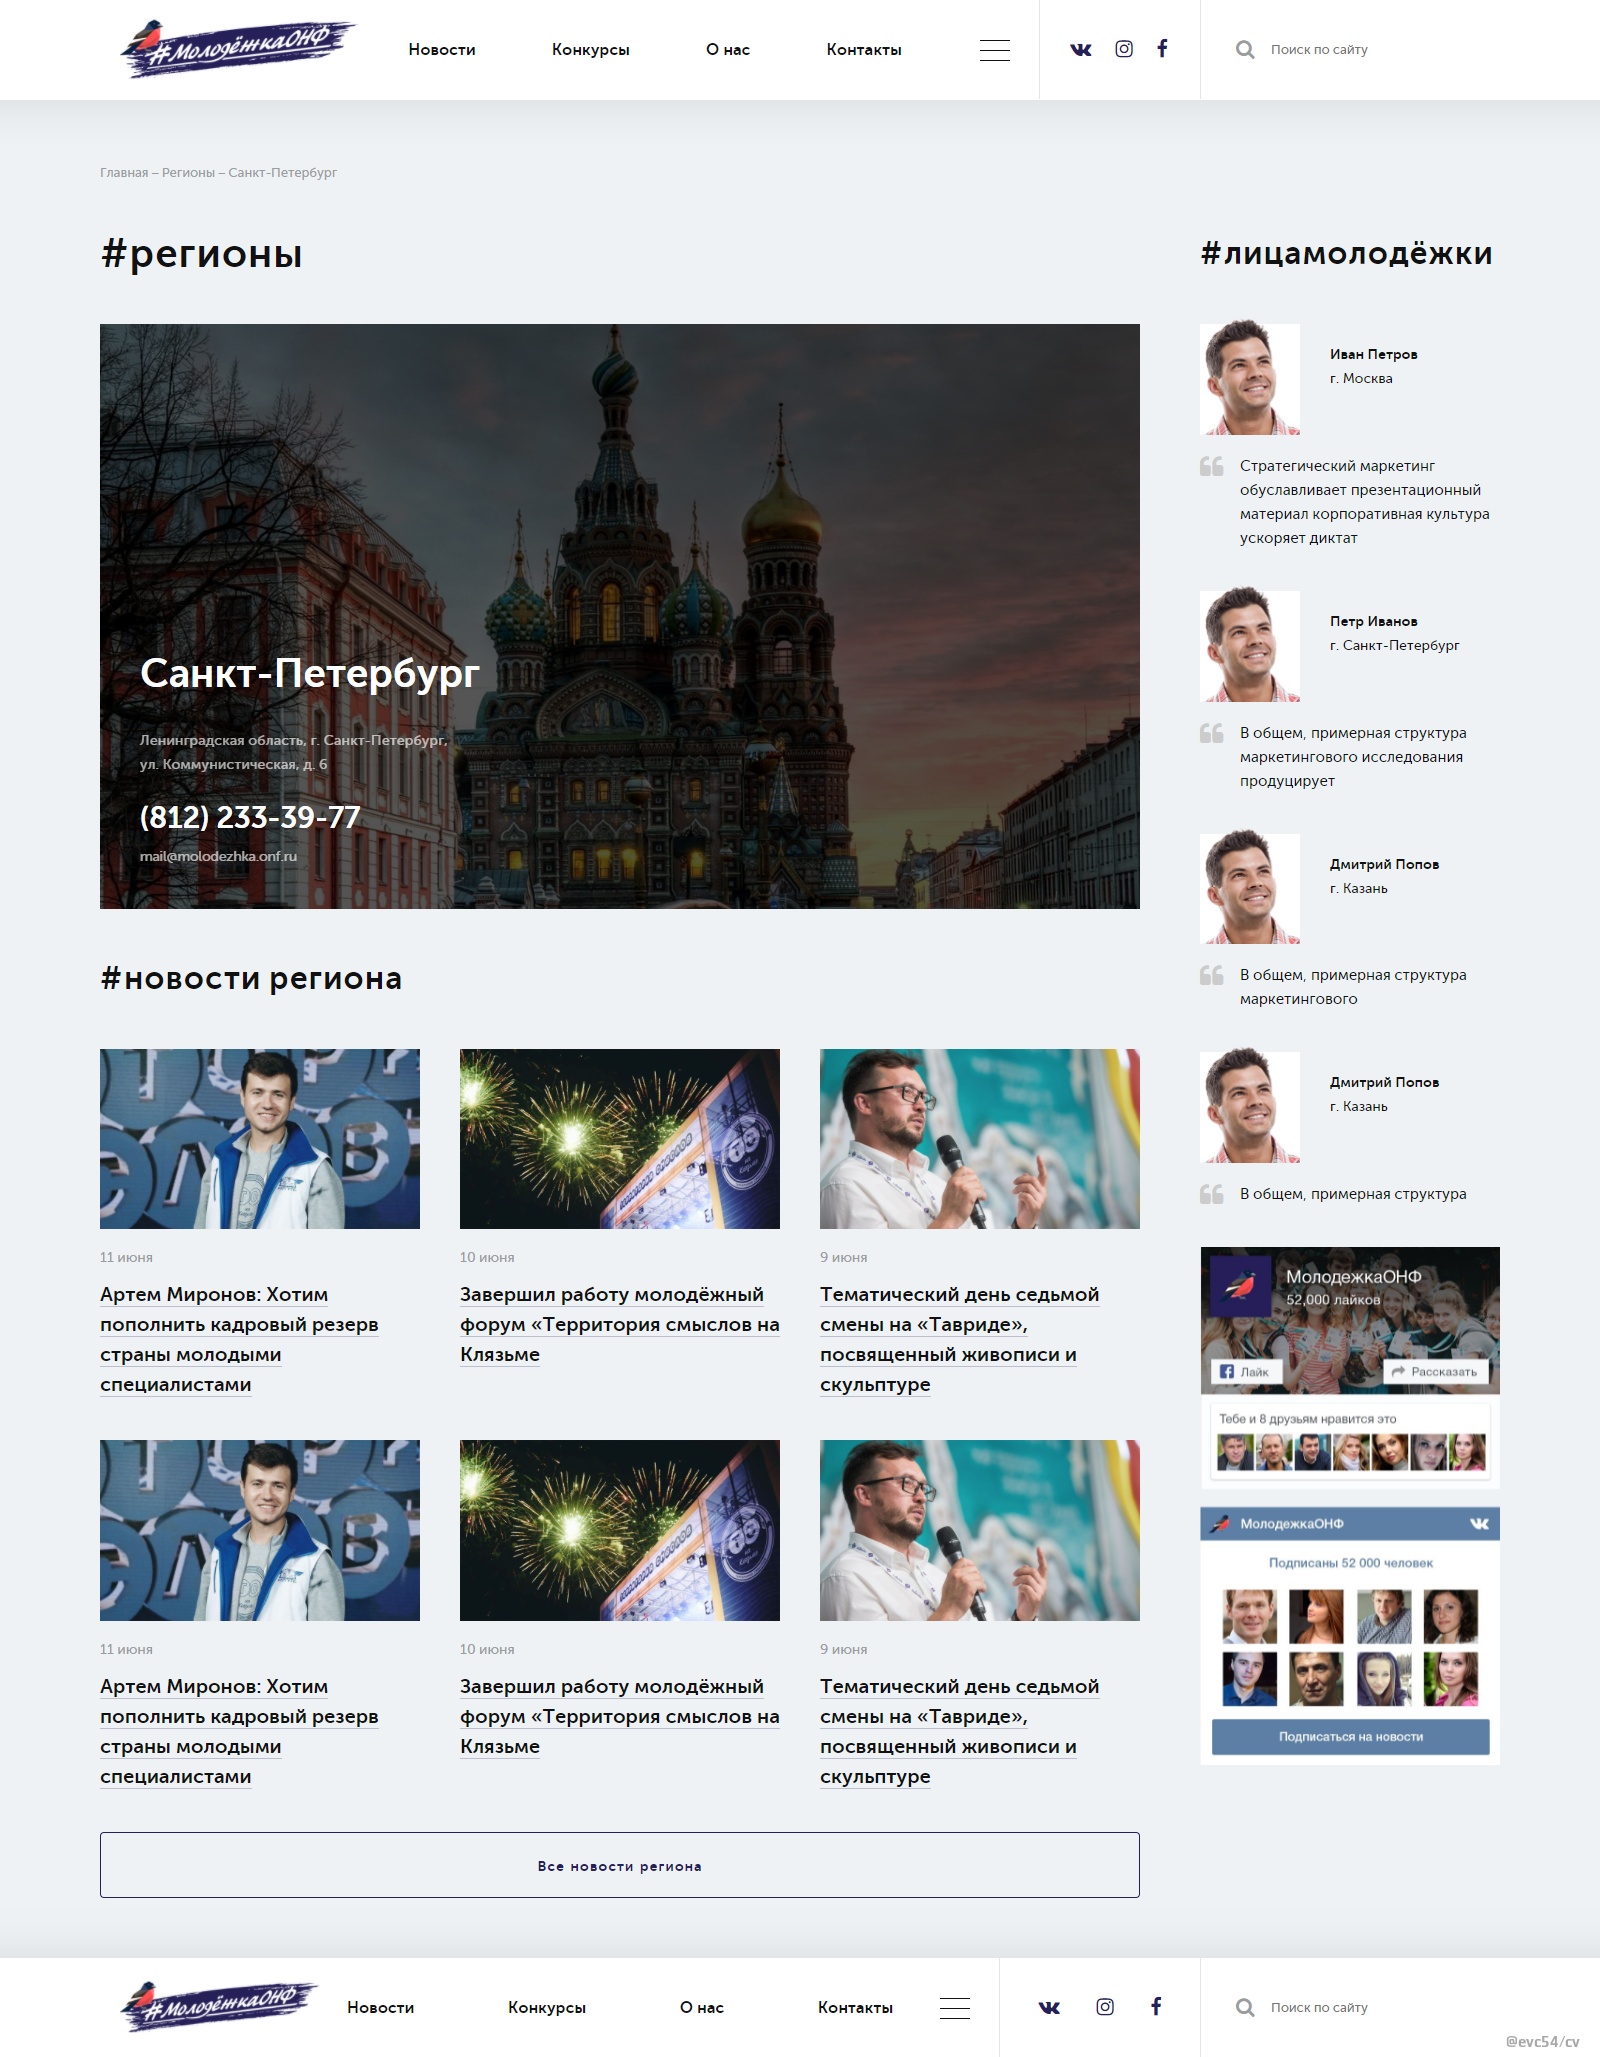 #МолодёжкаОНФ
Новости
Конкурсы
О нас
Контакты
Поиск по сайту
Главная – Регионы – Санкт-Петербург
#регионы
Санкт-Петербург
Ленинградская область, г. Санкт-Петербург,
ул. Коммунистическая, д. 6
(812) 233-39-77
mail@molodezhka.onf.ru
#новости региона
11 июня
Артем Миронов: Хотим
пополнить кадровый резерв
страны молодыми
специалистами
10 июня
Завершил работу молодёжный
форум «Территория смыслов на
Клязьме
9 июня
Тематический день седьмой
смены на «Тавриде»,
посвященный живописи и
скульптуре
11 июня
Артем Миронов: Хотим
пополнить кадровый резерв
страны молодыми
специалистами
10 июня
Завершил работу молодёжный
форум «Территория смыслов на
Клязьме
9 июня
Тематический день седьмой
смены на «Тавриде»,
посвященный живописи и
скульптуре
Все новости региона
#лицамолодёжки
Иван Петров
г. Москва
Стратегический маркетинг
обуславливает презентационный
материал корпоративная культура
ускоряет диктат
Петр Иванов
г. Санкт-Петербург
В общем, примерная структура
маркетингового исследования
продуцирует
Дмитрий Попов
г. Казань
В общем, примерная структура
маркетингового
Дмитрий Попов
г. Казань
В общем, примерная структура
МолодежкаОНФ
52,000 лайков
Лайк
Рассказать
Тебе и 8 друзьям нравится это
МолодежкаОНФ
Подписаны 52 000 человек
Подписаться на новости
#МолодёжкаОНФ
Новости
Конкурсы
О нас
Контакты
Поиск по сайту
@evc54/cv